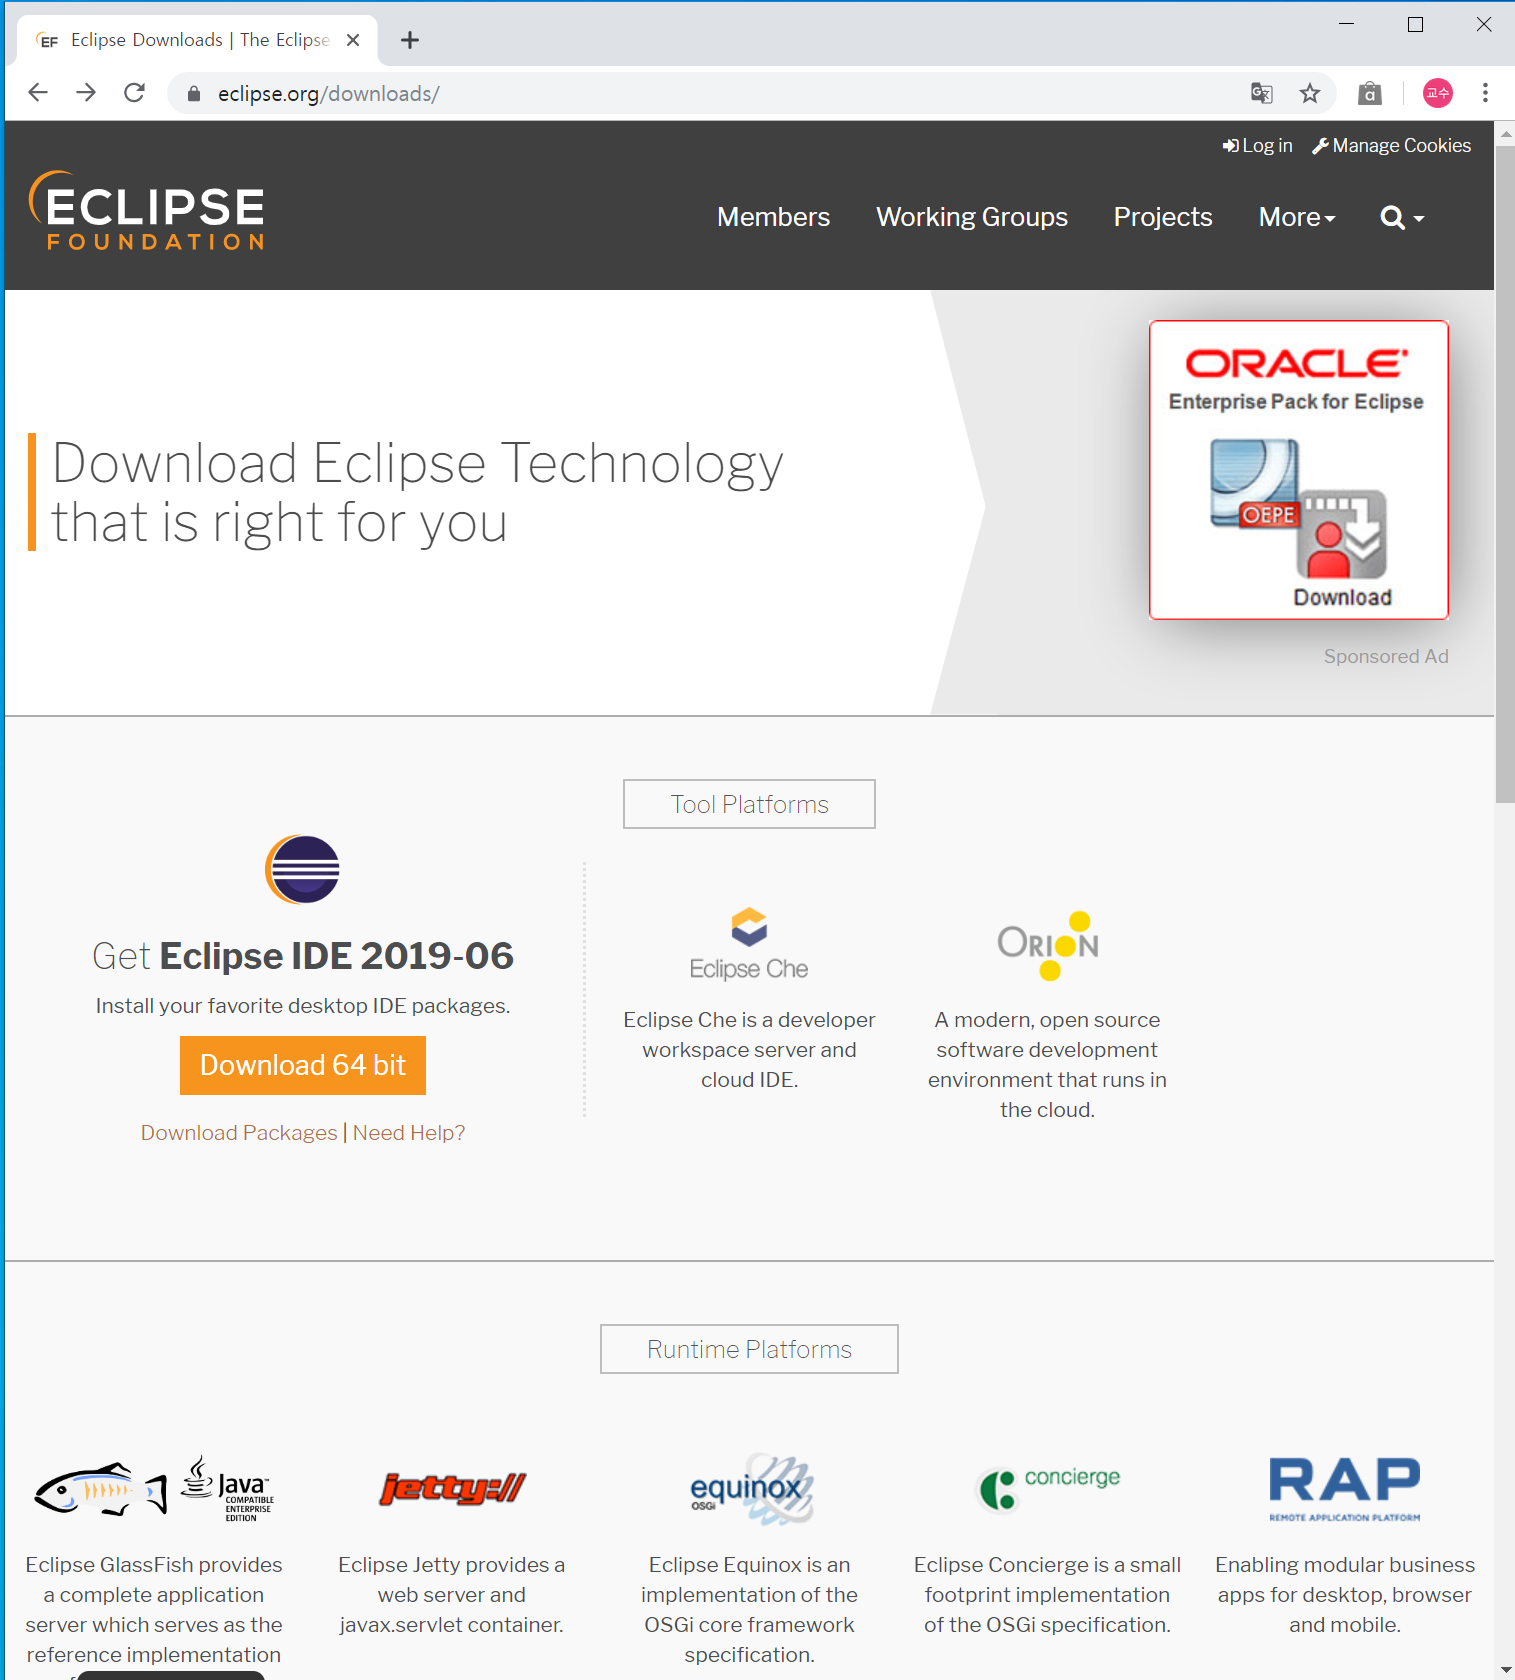 EF Eclipse Downloads | The Eclipse
eclipse.org/downloads/
교수
Log in Manage Cookies
ECLIPSE
FOUNDATION
Members Working Groups Projects More
ORACLE
Enterprise Pack for Eclipse
OEPE
Download
Sponsored Ad
Download Eclipse Technology
that is right for you
Tool Platforms
Get Eclipse IDE 2019-06
Install your favorite desktop IDE packages.
Download 64 bit
Download Packages | Need Help?
Eclipse Che
Eclipse Che is a developer
workspace server and
cloud IDE.
ORION
A modern, open source
software development
environment that runs in
the cloud.
Runtime Platforms
Java™
COMPATIBLE
ENTERPRISE
EDITION
Eclipse GlassFish provides
a complete application
server which serves as the
reference implementation
jetty://
Eclipse Jetty provides a
web server and
javax.servlet container.
equinox
OSGi
Eclipse Equinox is an
implementation of the
OSGi core framework
specification.
concierge
Eclipse Concierge is a small
footprint implementation
of the OSGi specification.
RAP
REMOTE APPLICATION PLATFORM
Enabling modular business
apps for desktop, browser
and mobile.